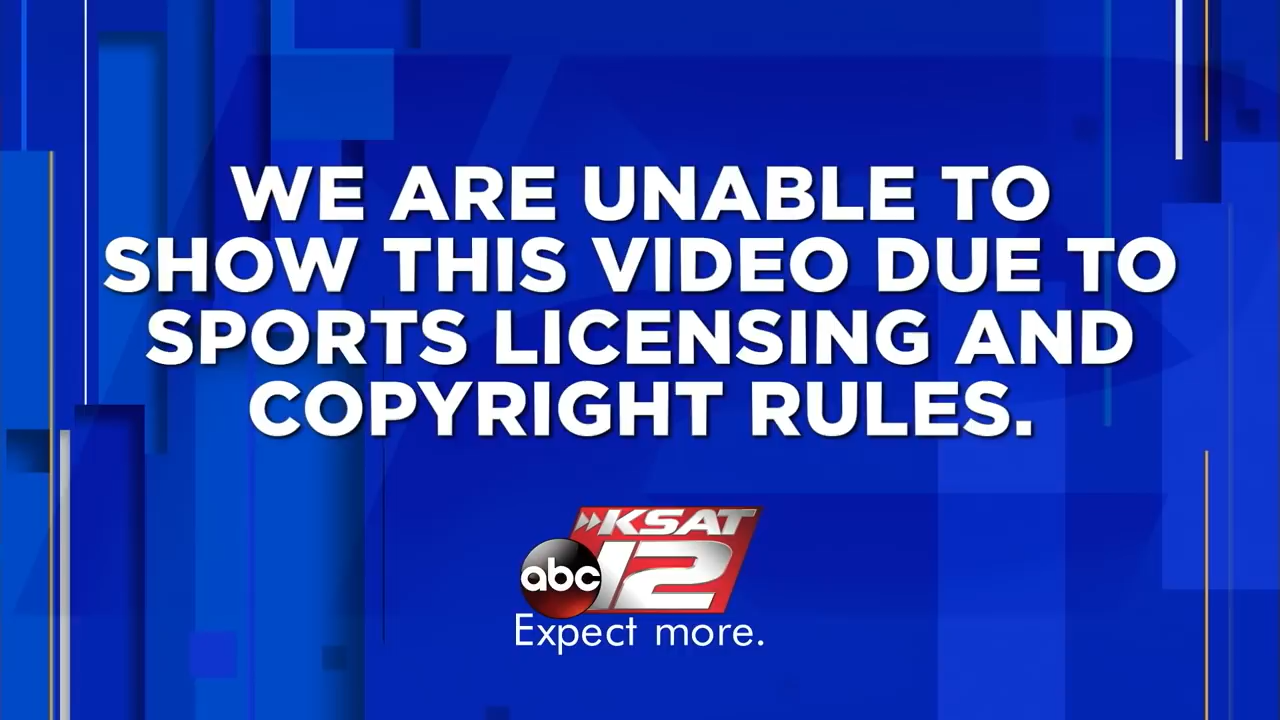 WE ARE UNABLE TO
SHOW THIS VIDEO DUE TO
SPORTS LICENSING AND
COPYRIGHT RULES.
KSAT
abc 12
Expect more.